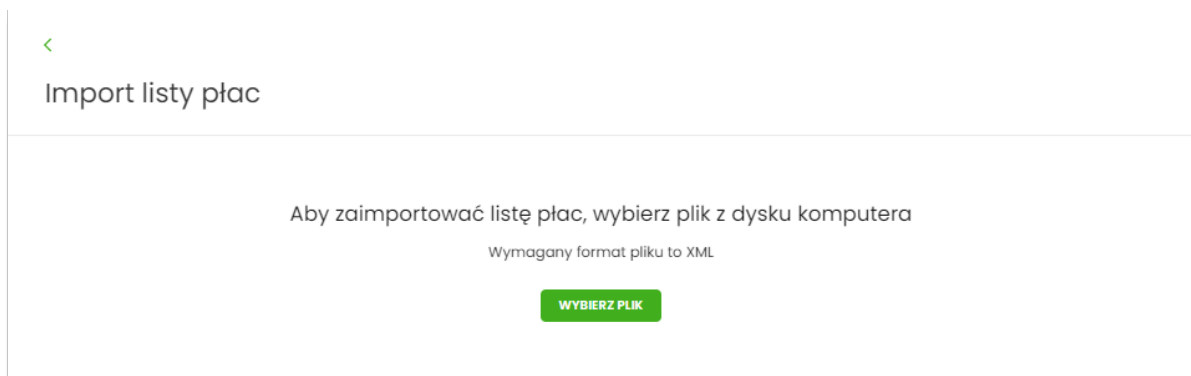 Import listy płac
Aby zaimportować listę płac, wybierz plik z dysku komputera
Wymagany format pliku to XML
WYBIERZ PLIK